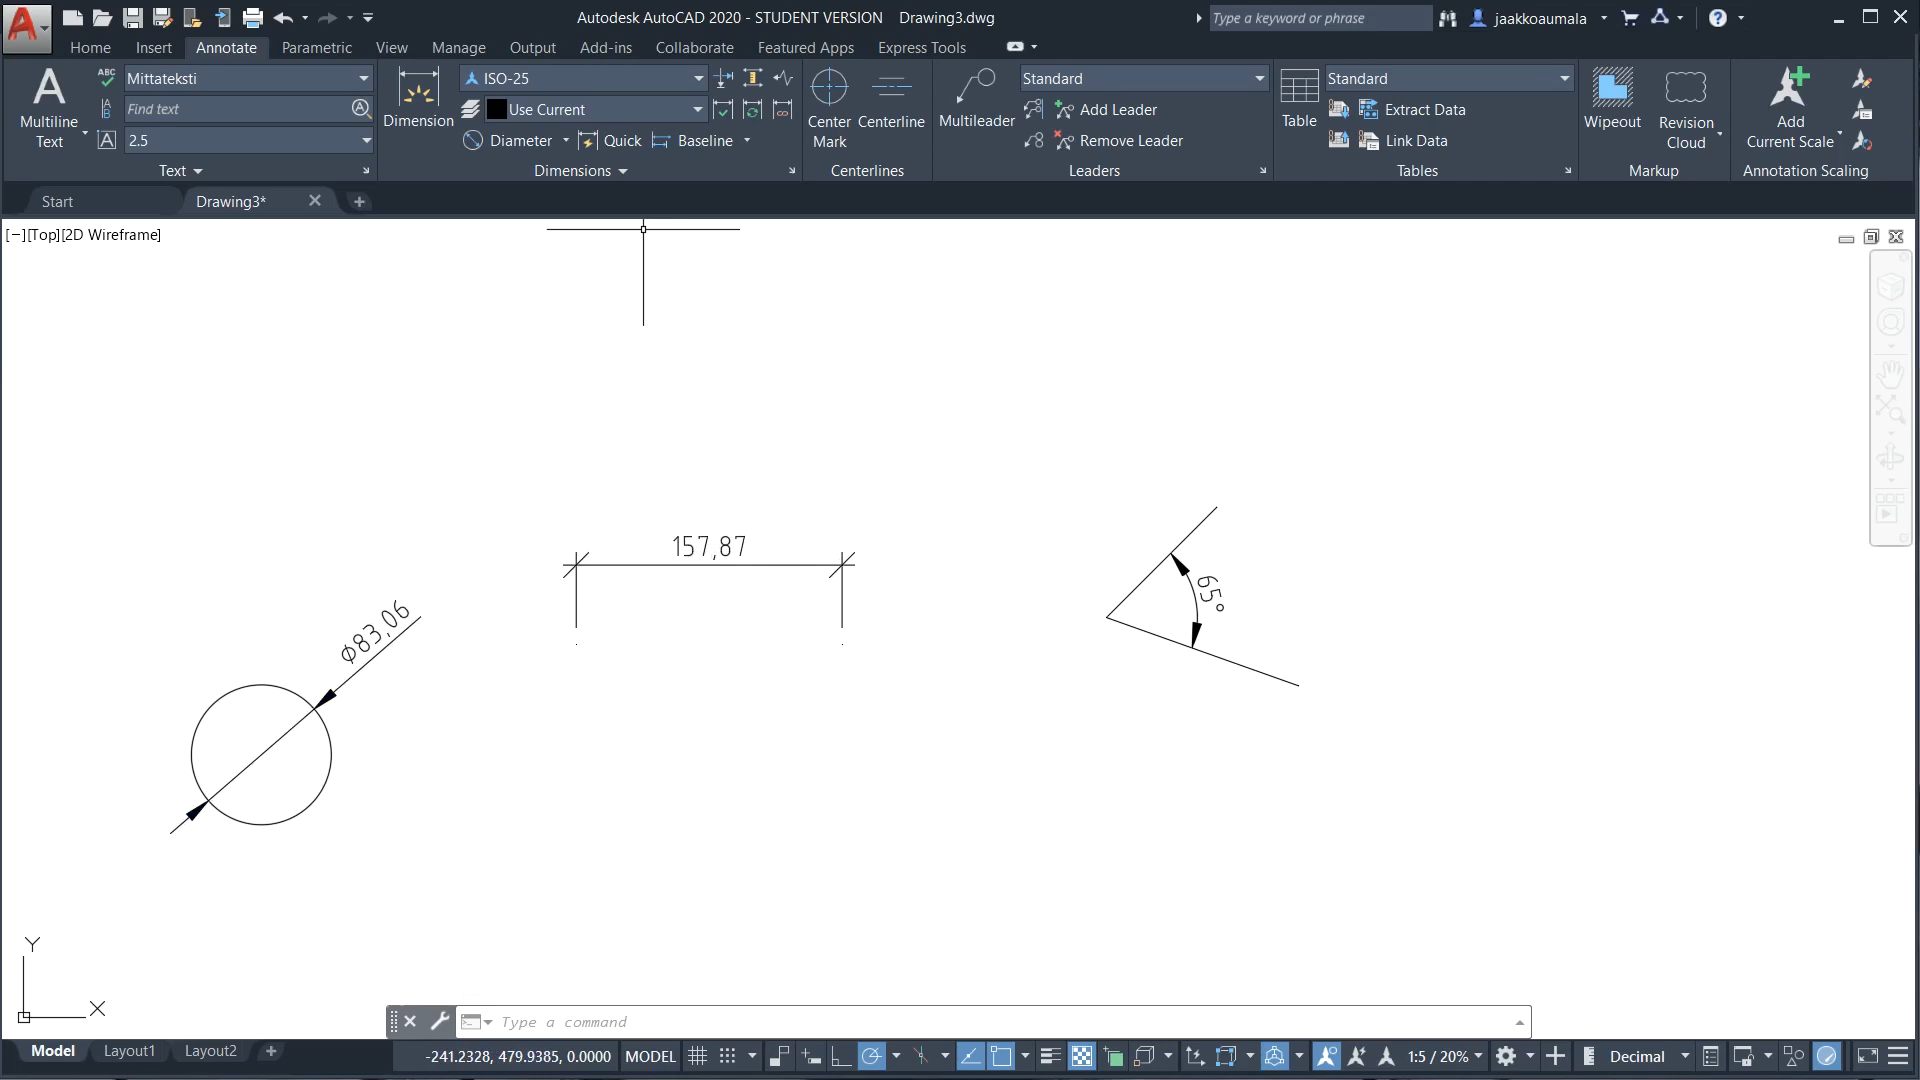 Autodesk AutoCAD 2020 - STUDENT VERSION Drawing3.dwg
Type a keyword or phrase
jaakkoaumala
Home Insert Annotate Parametric View Manage Output Add-ins Collaborate Featured Apps Express Tools
Multiline Text
Mittateksti
Find text
2.5
Text
Dimension
ISO-25
Use Current
Diameter Quick Baseline
Dimensions
Center Mark
Centerline
Centerlines
Multileader
Standard
Add Leader
Remove Leader
Leaders
Table
Standard
Extract Data
Link Data
Tables
Wipeout
Revision Cloud
Markup
Add Current Scale
Annotation Scaling
Start
Drawing3*
[−][Top][2D Wireframe]
157,87
65°
Φ83,06
Y
X
Type a command
Model Layout1 Layout2
-241.2328, 479.9385, 0.0000 MODEL
1:5 / 20%
Decimal